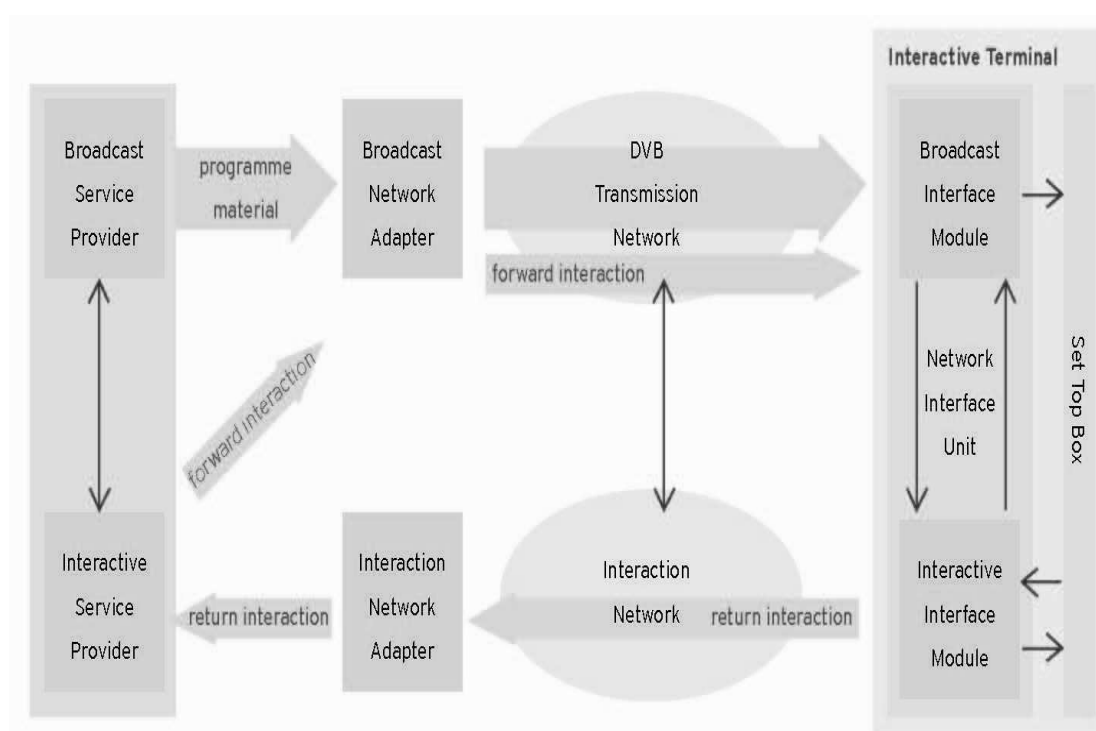 Interactive Terminal
Broadcast
Service
Provider
programme
material
Broadcast
Network
Adapter
DVB
Transmission
Network
forward interaction
Broadcast
Interface
Module
forward interaction
Network
Interface
Unit
Set Top Box
Interactive
Service
Provider
return interaction
Interaction
Network
Adapter
Interaction
Network
return interaction
Interactive
Interface
Module